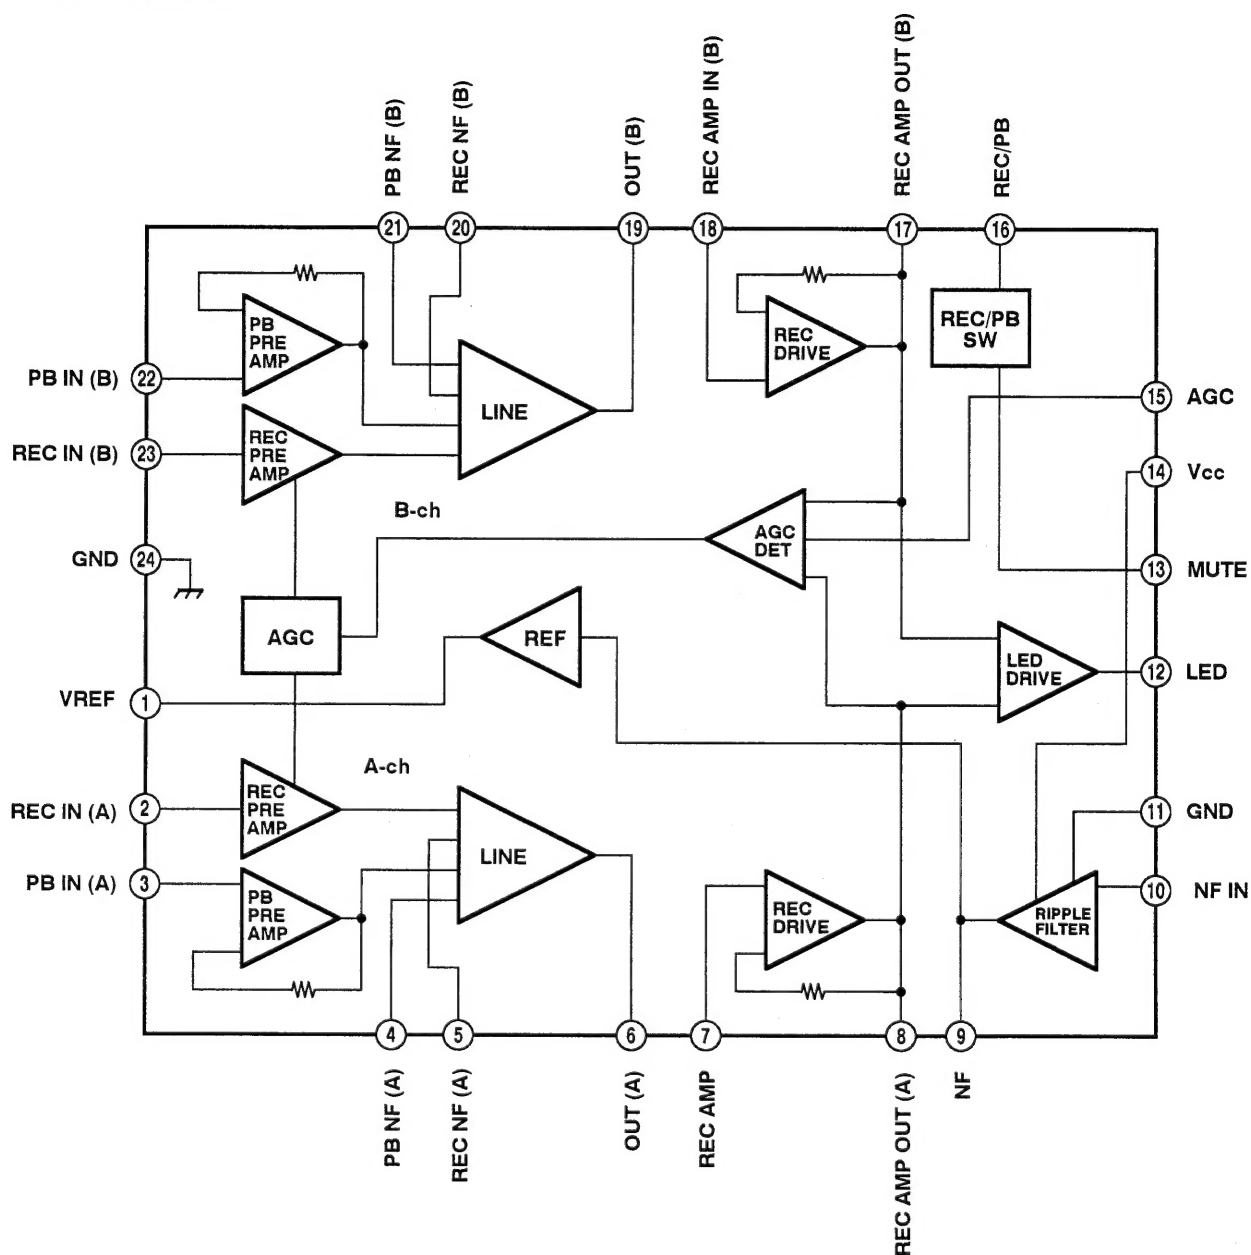 PB NF (B)
REC NF (B)
OUT (B)
REC AMP IN (B)
REC AMP OUT (B)
REC/PB
21
20
19
18
17
16
PB
PRE
AMP
REC
DRIVE
REC/PB
SW
PB IN (B)
22
LINE
15
AGC
REC IN (B)
23
REC
PRE
AMP
14
Vcc
B-ch
AGC
DET
GND
24
13
MUTE
AGC
REF
LED
DRIVE
12
LED
VREF
1
A-ch
REC IN (A)
2
REC
PRE
AMP
11
GND
LINE
PB IN (A)
3
PB
PRE
AMP
REC
DRIVE
RIPPLE
FILTER
10
NF IN
4
5
6
7
8
9
PB NF (A)
REC NF (A)
OUT (A)
REC AMP
REC AMP OUT (A)
NF